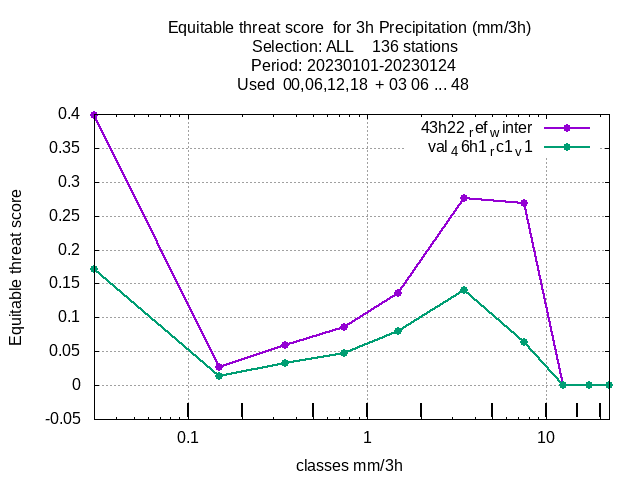 Equitable threat score  for 3h Precipitation (mm/3h)
Selection: ALL    136 stations
Period: 20230101-20230124
Used  00,06,12,18  + 03 06 ... 48
43h22 ref winter
val 46h1 rc1 v1
0.4
0.35
0.3
0.25
0.2
0.15
0.1
0.05
0
-0.05
Equitable threat score
0.1 1 10
classes mm/3h